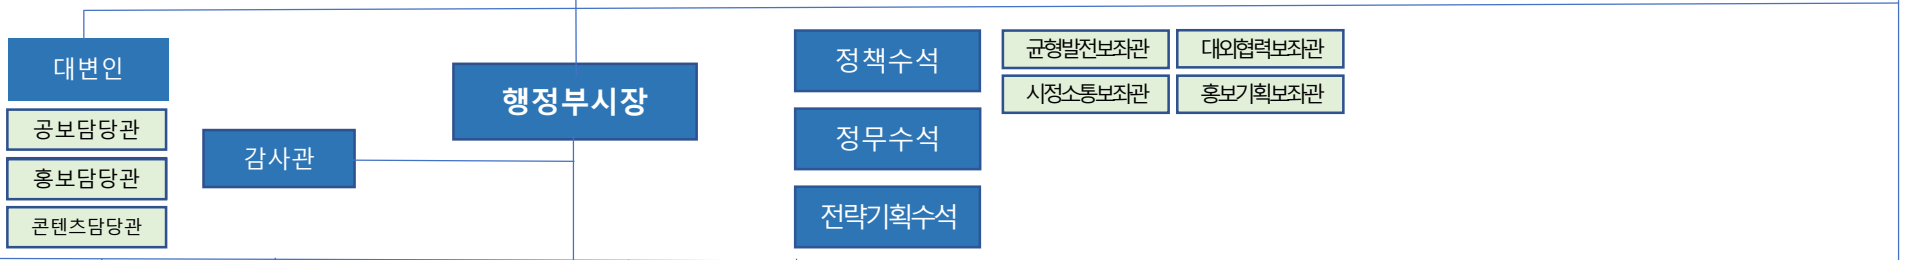 대변인
공보담당관
홍보담당관
콘텐츠담당관
감사관
행정부시장
정책수석
정무수석
전략기획수석
균형발전보좌관
대외협력보좌관
시정소통보좌관
홍보기획보좌관